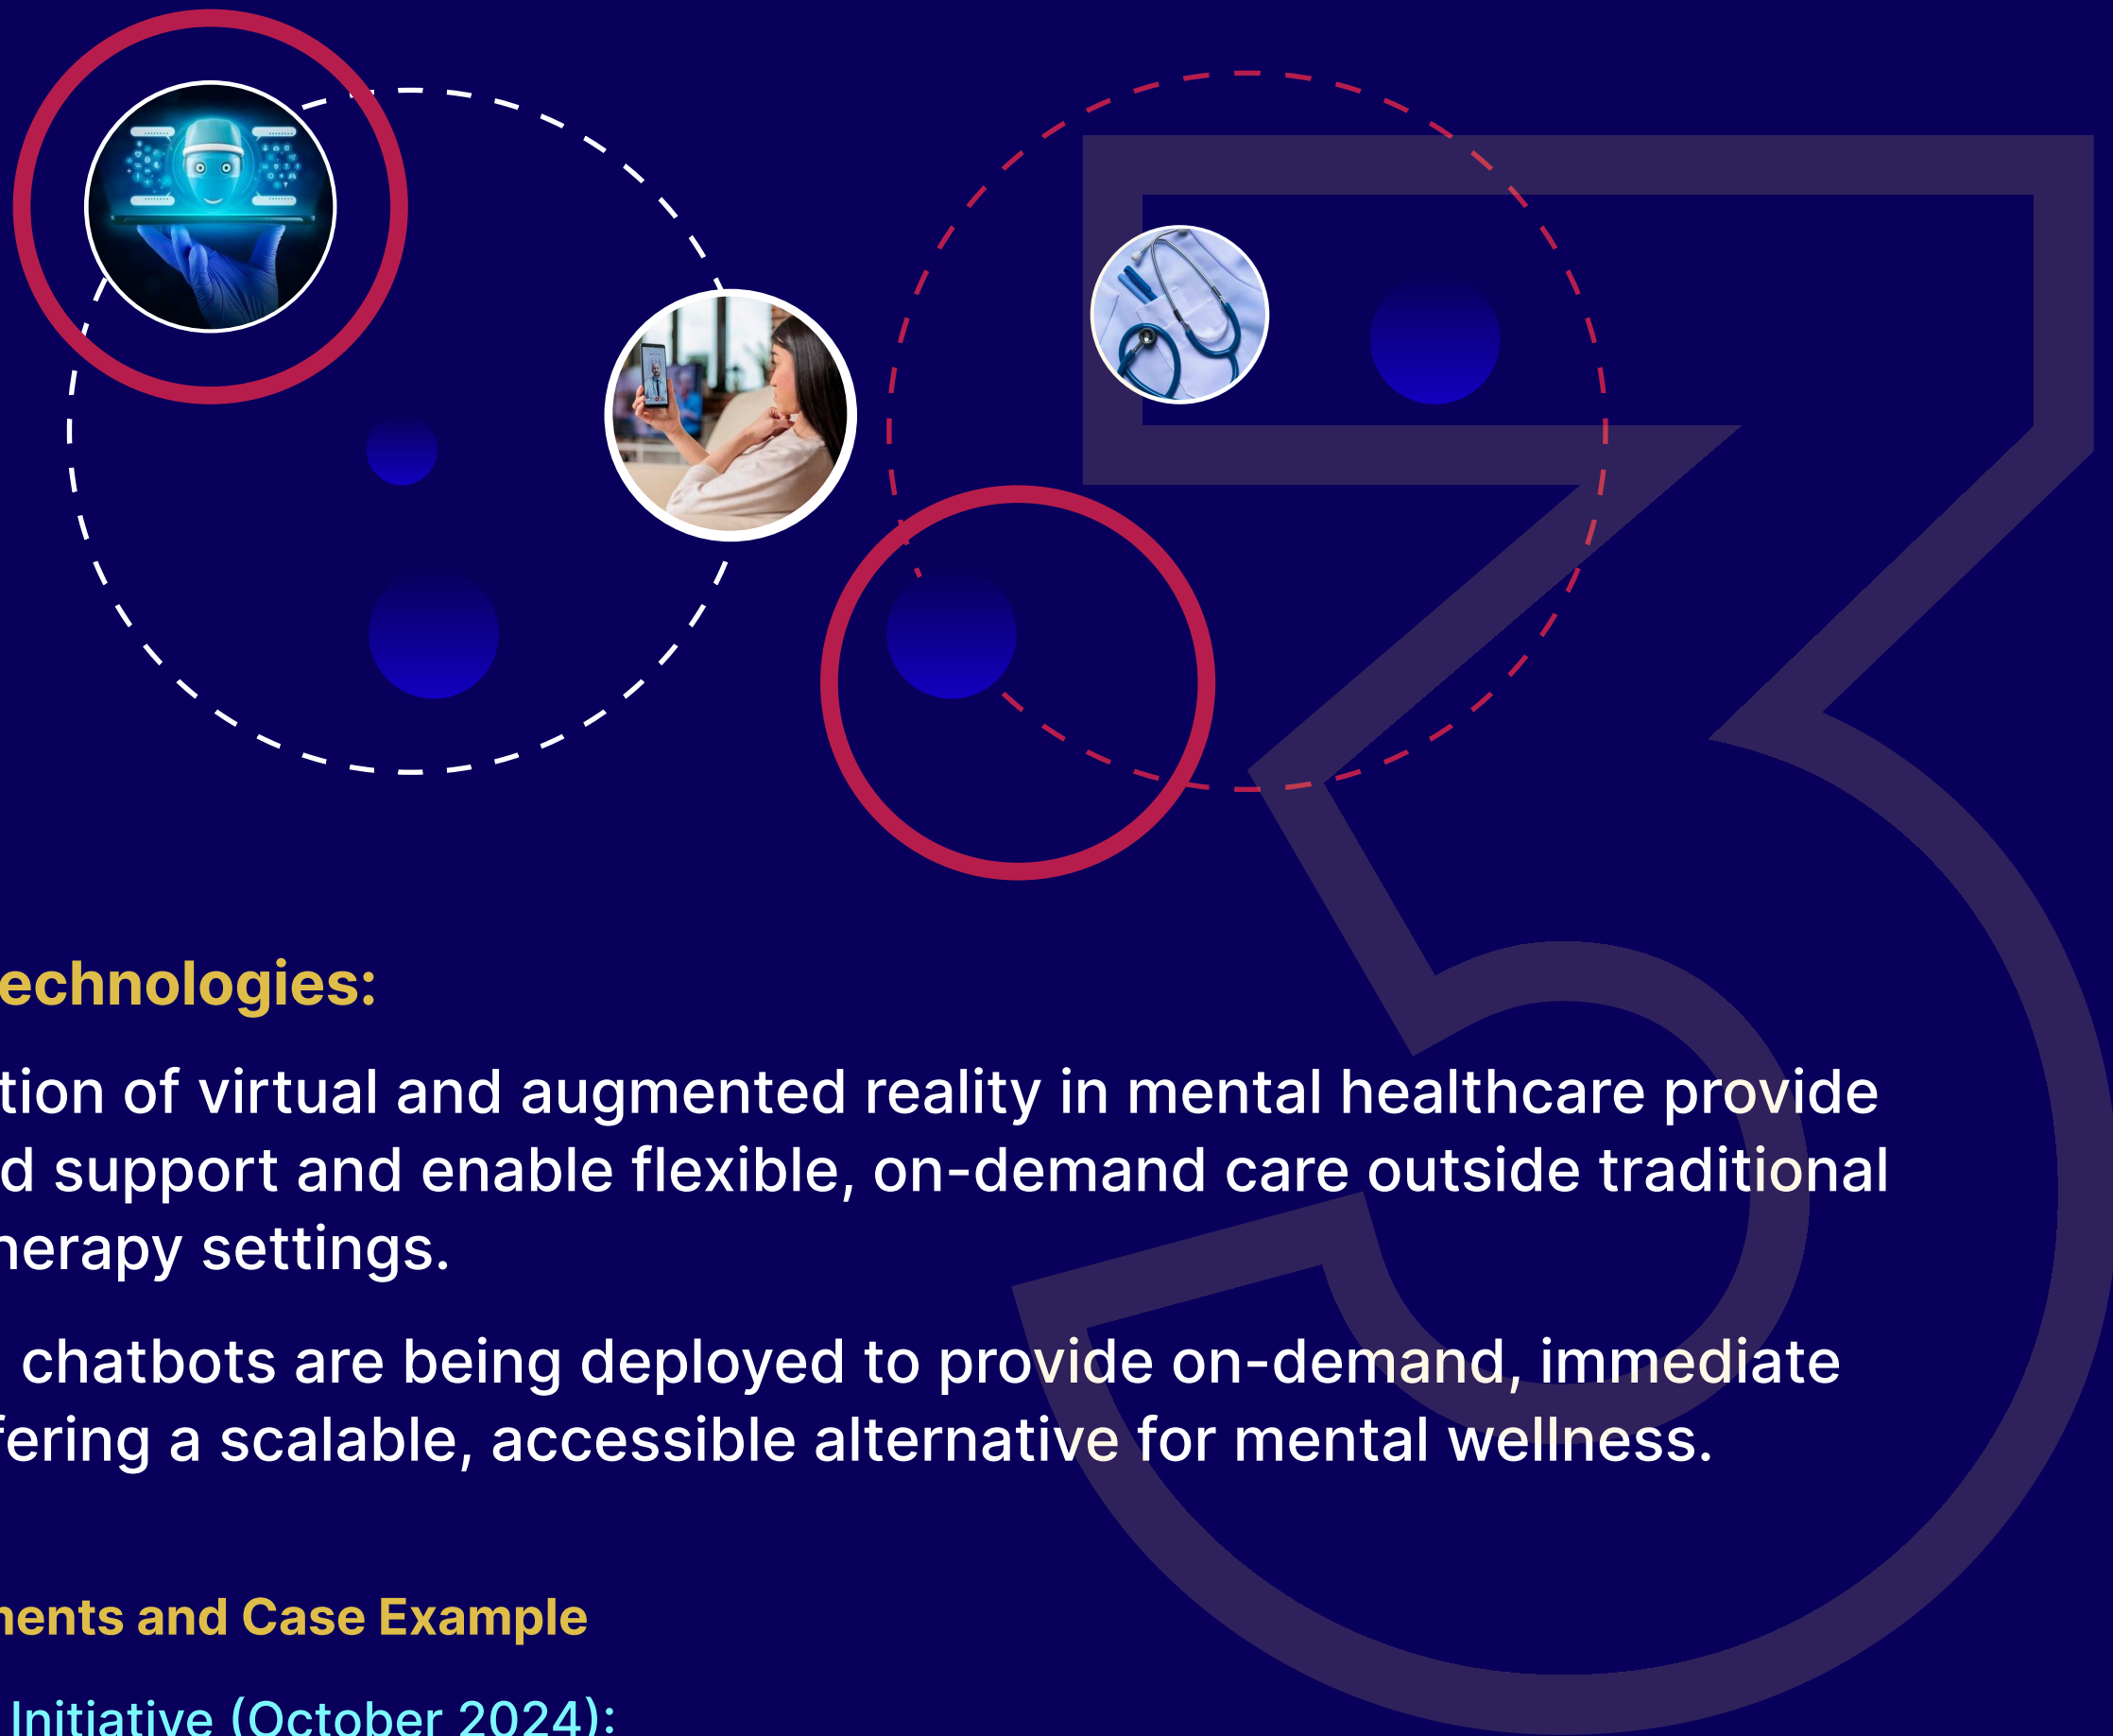 3
echnologies:
tion of virtual and augmented reality in mental healthcare provide
d support and enable flexible, on-demand care outside traditional
herapy settings.
chatbots are being deployed to provide on-demand, immediate
fering a scalable, accessible alternative for mental wellness.
ments and Case Example
Initiative (October 2024):